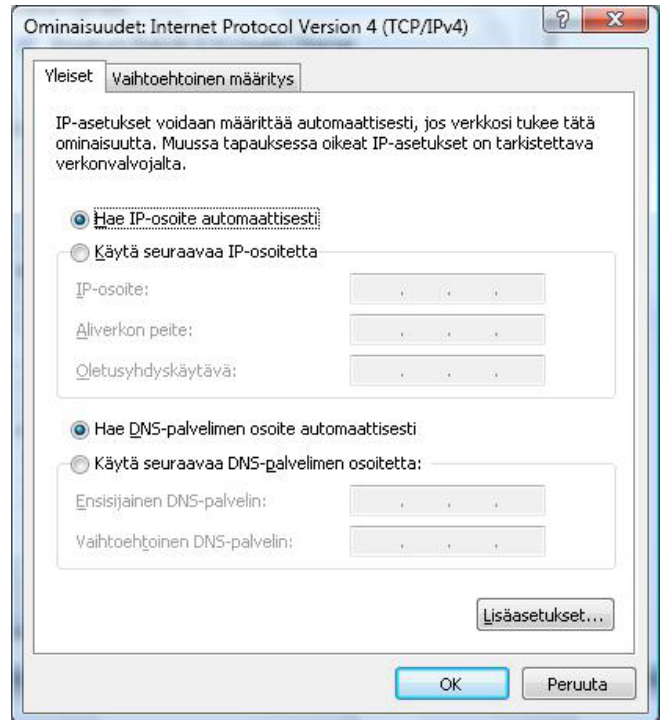 Ominaisuudet: Internet Protocol Version 4 (TCP/IPv4)
Yleiset
Vaihtoehtoinen määritys
IP-asetukset voidaan määrittää automaattisesti, jos verkkosi tukee tätä
ominaisuutta. Muussa tapauksessa oikeat IP-asetukset on tarkistettava
verkonvalvojalta.
Hae IP-osoite automaattisesti
Käytä seuraavaa IP-osoitetta
IP-osoite:
Aliverkon peite:
Oletusyhdyskäytävä:
Hae DNS-palvelimen osoite automaattisesti
Käytä seuraavaa DNS-palvelimen osoitetta:
Ensisijainen DNS-palvelin:
Vaihtoehtoinen DNS-palvelin:
Lisäasetukset...
OK
Peruuta